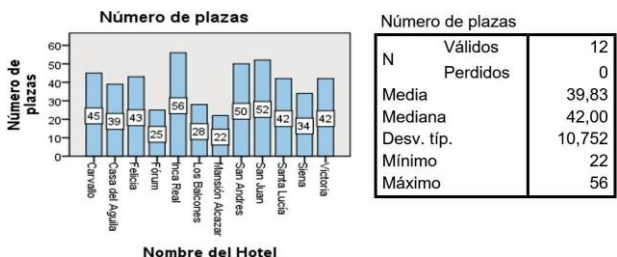 Número de plazas
Número de
plazas
60
50
40
30
20
10
0
45
39
43
25
56
28
22
50
52
42
34
42
Carvallo
Casa del Aguila
Felicia
Fórum
Inca Real
Los Balcones
Mansión Alcazar
San Andres
San Juan
Santa Lucía
Siena
Victoria
Nombre del Hotel
Número de plazas
N Válidos 12
Perdidos 0
Media 39,83
Mediana 42,00
Desv. típ. 10,752
Mínimo 22
Máximo 56